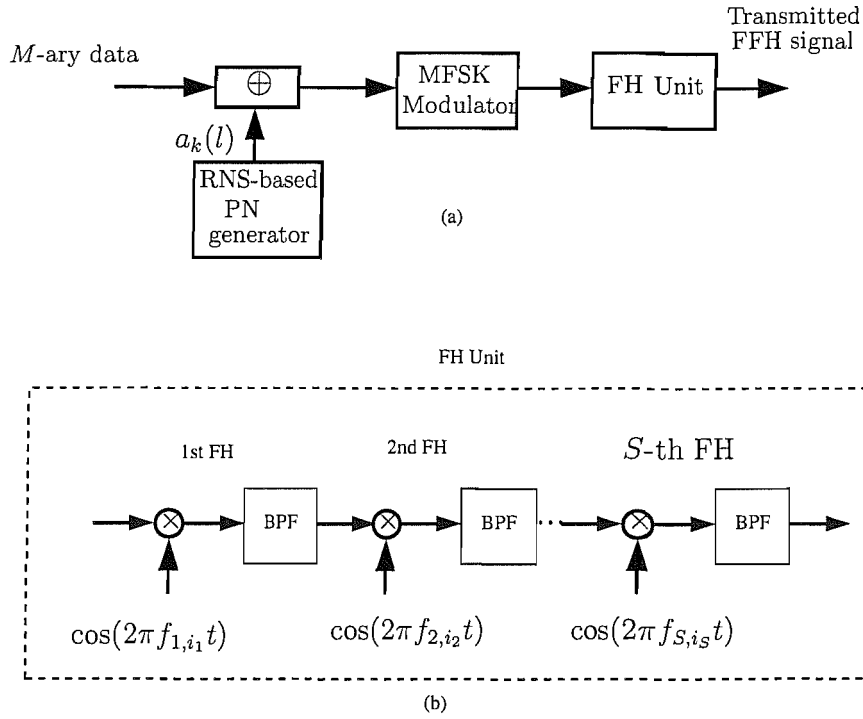 M-ary data
⊕
a_k(l)
RNS-based
PN
generator
MFSK
Modulator
FH Unit
Transmitted
FFH signal
(a)
FH Unit
1st FH
2nd FH
S-th FH
×
BPF
×
BPF
··
×
BPF
cos(2πf_{1,i_1}t)
cos(2πf_{2,i_2}t)
cos(2πf_{S,i_S}t)
(b)